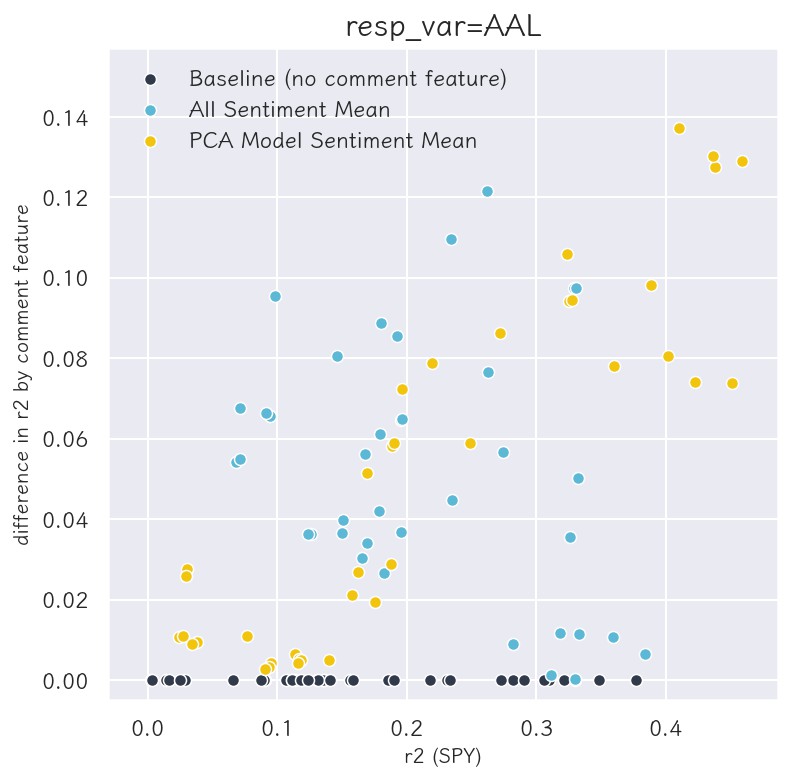 resp_var=AAL
Baseline (no comment feature)
All Sentiment Mean
PCA Model Sentiment Mean
difference in r2 by comment feature
0.14
0.12
0.10
0.08
0.06
0.04
0.02
0.00
0.0 0.1 0.2 0.3 0.4
r2 (SPY)